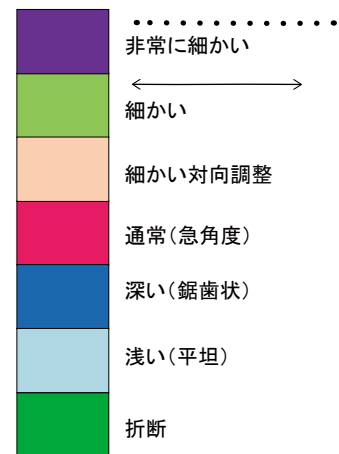 非常に細かい
細かい
細かい対向調整
通常(急角度)
深い(鋸歯状)
浅い(平坦)
折断